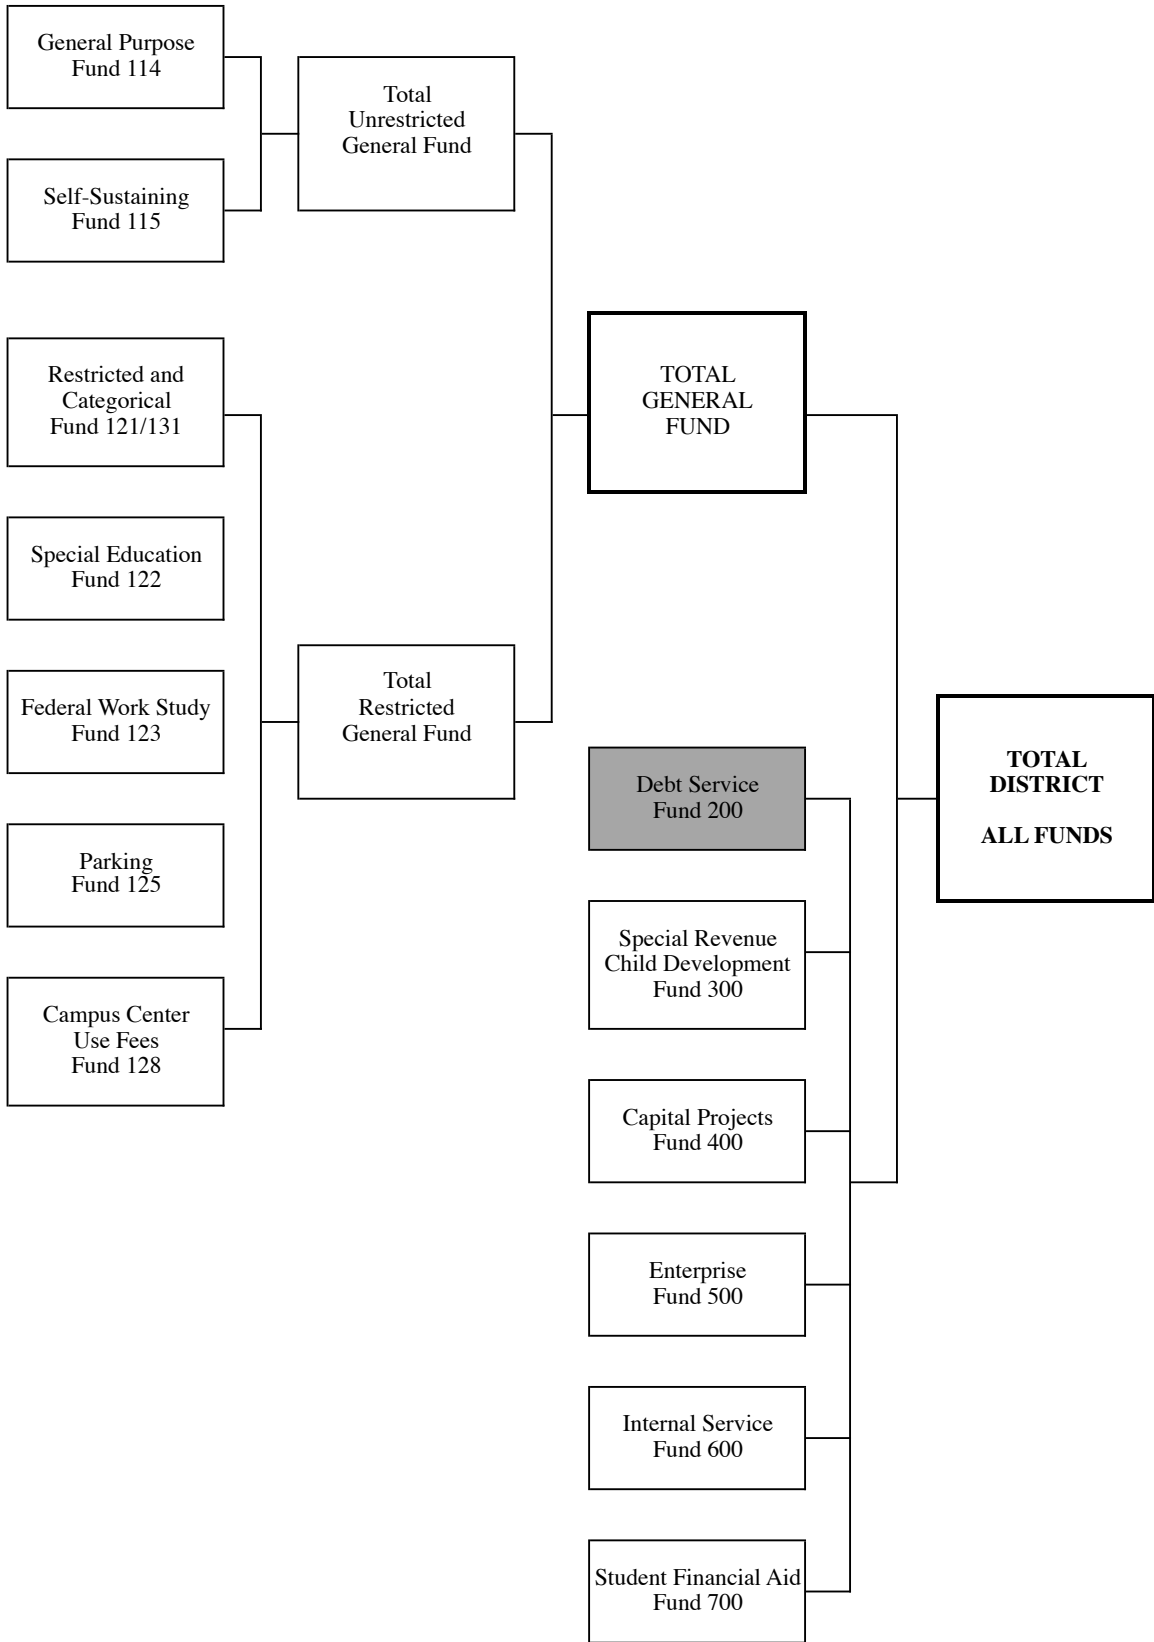 General Purpose
Fund 114
Self-Sustaining
Fund 115
Restricted and
Categorical
Fund 121/131
Special Education
Fund 122
Federal Work Study
Fund 123
Parking
Fund 125
Campus Center
Use Fees
Fund 128
Total
Unrestricted
General Fund
Total
Restricted
General Fund
TOTAL
GENERAL
FUND
Debt Service
Fund 200
Special Revenue
Child Development
Fund 300
Capital Projects
Fund 400
Enterprise
Fund 500
Internal Service
Fund 600
Student Financial Aid
Fund 700
TOTAL
DISTRICT
ALL FUNDS